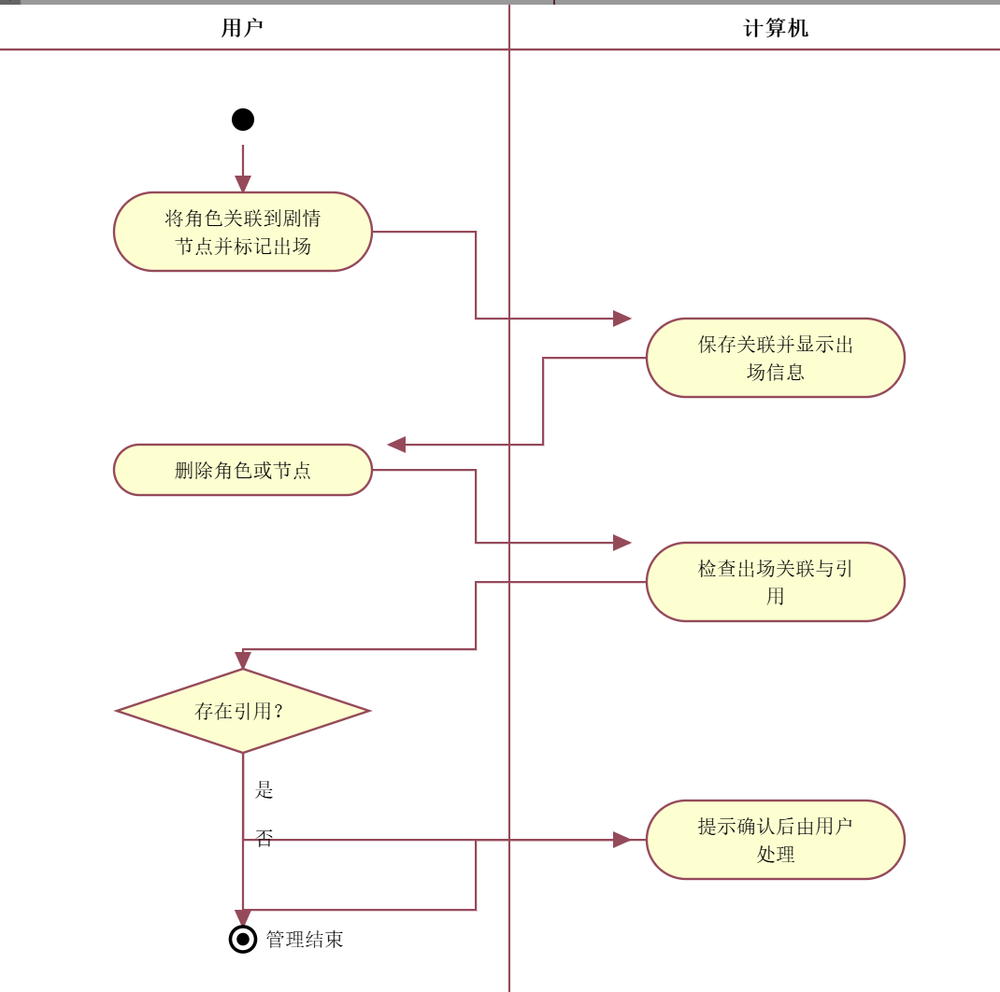 用户
计算机
将角色关联到剧情
节点并标记出场
保存关联并显示出
场信息
删除角色或节点
检查出场关联与引
用
存在引用？
是
否
提示确认后由用户
处理
管理结束